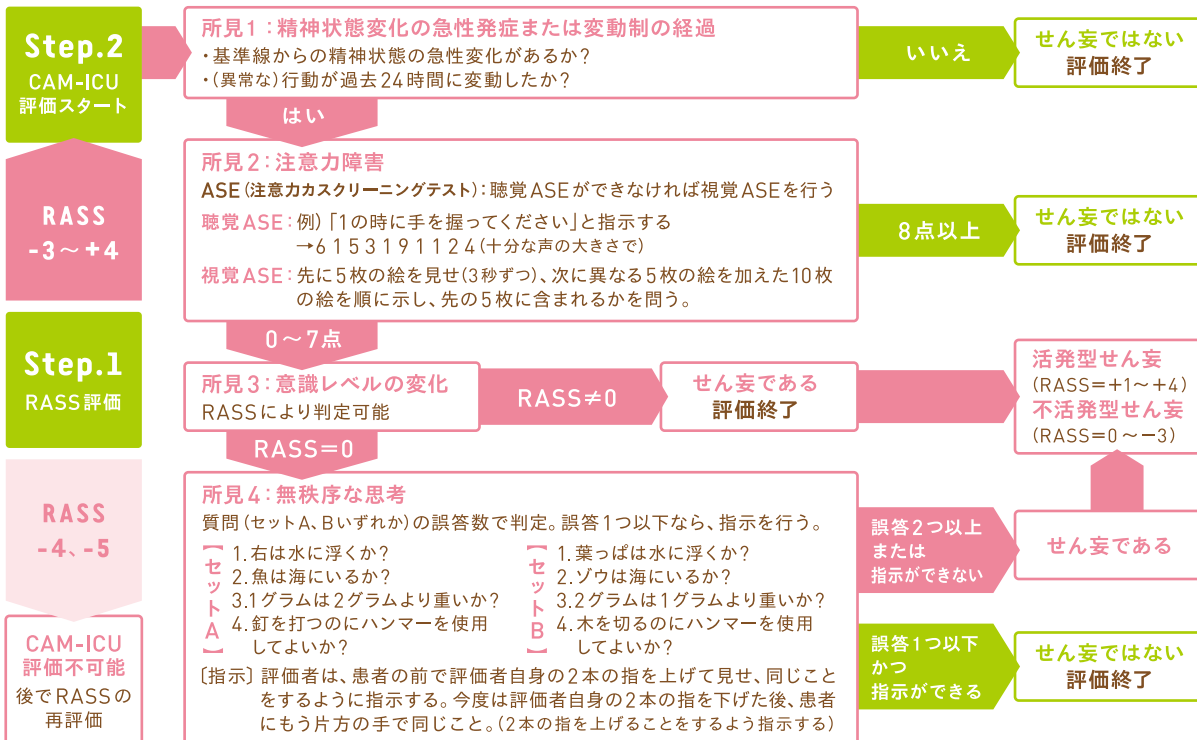 Step.2
CAM-ICU
評価スタート
所見1：精神状態変化の急性発症または変動制の経過
・基準線からの精神状態の急性変化があるか？
・(異常な)行動が過去24時間に変動したか？
いいえ
せん妄ではない
評価終了
はい
RASS
-3～+4
所見2：注意力障害
ASE(注意力カスクリーニングテスト)：聴覚ASEができなければ視覚ASEを行う
聴覚ASE：例)「1の時に手を握ってください」と指示する
→6153191124(十分な声の大きさで)
視覚ASE：先に5枚の絵を見せ(3秒ずつ)、次に異なる5枚の絵を加えた10枚
の絵を順に示し、先の5枚に含まれるかを問う。
8点以上
せん妄ではない
評価終了
0～7点
Step.1
RASS評価
所見3：意識レベルの変化
RASSにより判定可能
RASS≠0
せん妄である
評価終了
活発型せん妄
(RASS=+1～+4)
不活発型せん妄
(RASS=0～-3)
RASS=0
RASS
-4、-5
CAM-ICU
評価不可能
後でRASSの
再評価
所見4：無秩序な思考
質問(セットA、Bいずれか)の誤答数で判定。誤答1つ以下なら、指示を行う。
【セットA】
1.右は水に浮くか？
2.魚は海にいるか？
3.1グラムは2グラムより重いか？
4.釘を打つのにハンマーを使用
してよいか？
【セットB】
1.葉っぱは水に浮くか？
2.ゾウは海にいるか？
3.2グラムは1グラムより重いか？
4.木を切るのにハンマーを使用
してよいか？
〔指示〕評価者は、患者の前で評価者自身の2本の指を上げて見せ、同じこと
をするように指示する。今度は評価者自身の2本の指を下げた後、患者
にもう片方の手で同じこと。(2本の指を上げることをするよう指示する)
誤答2つ以上
または
指示ができない
せん妄である
誤答1つ以下
かつ
指示ができる
せん妄ではない
評価終了